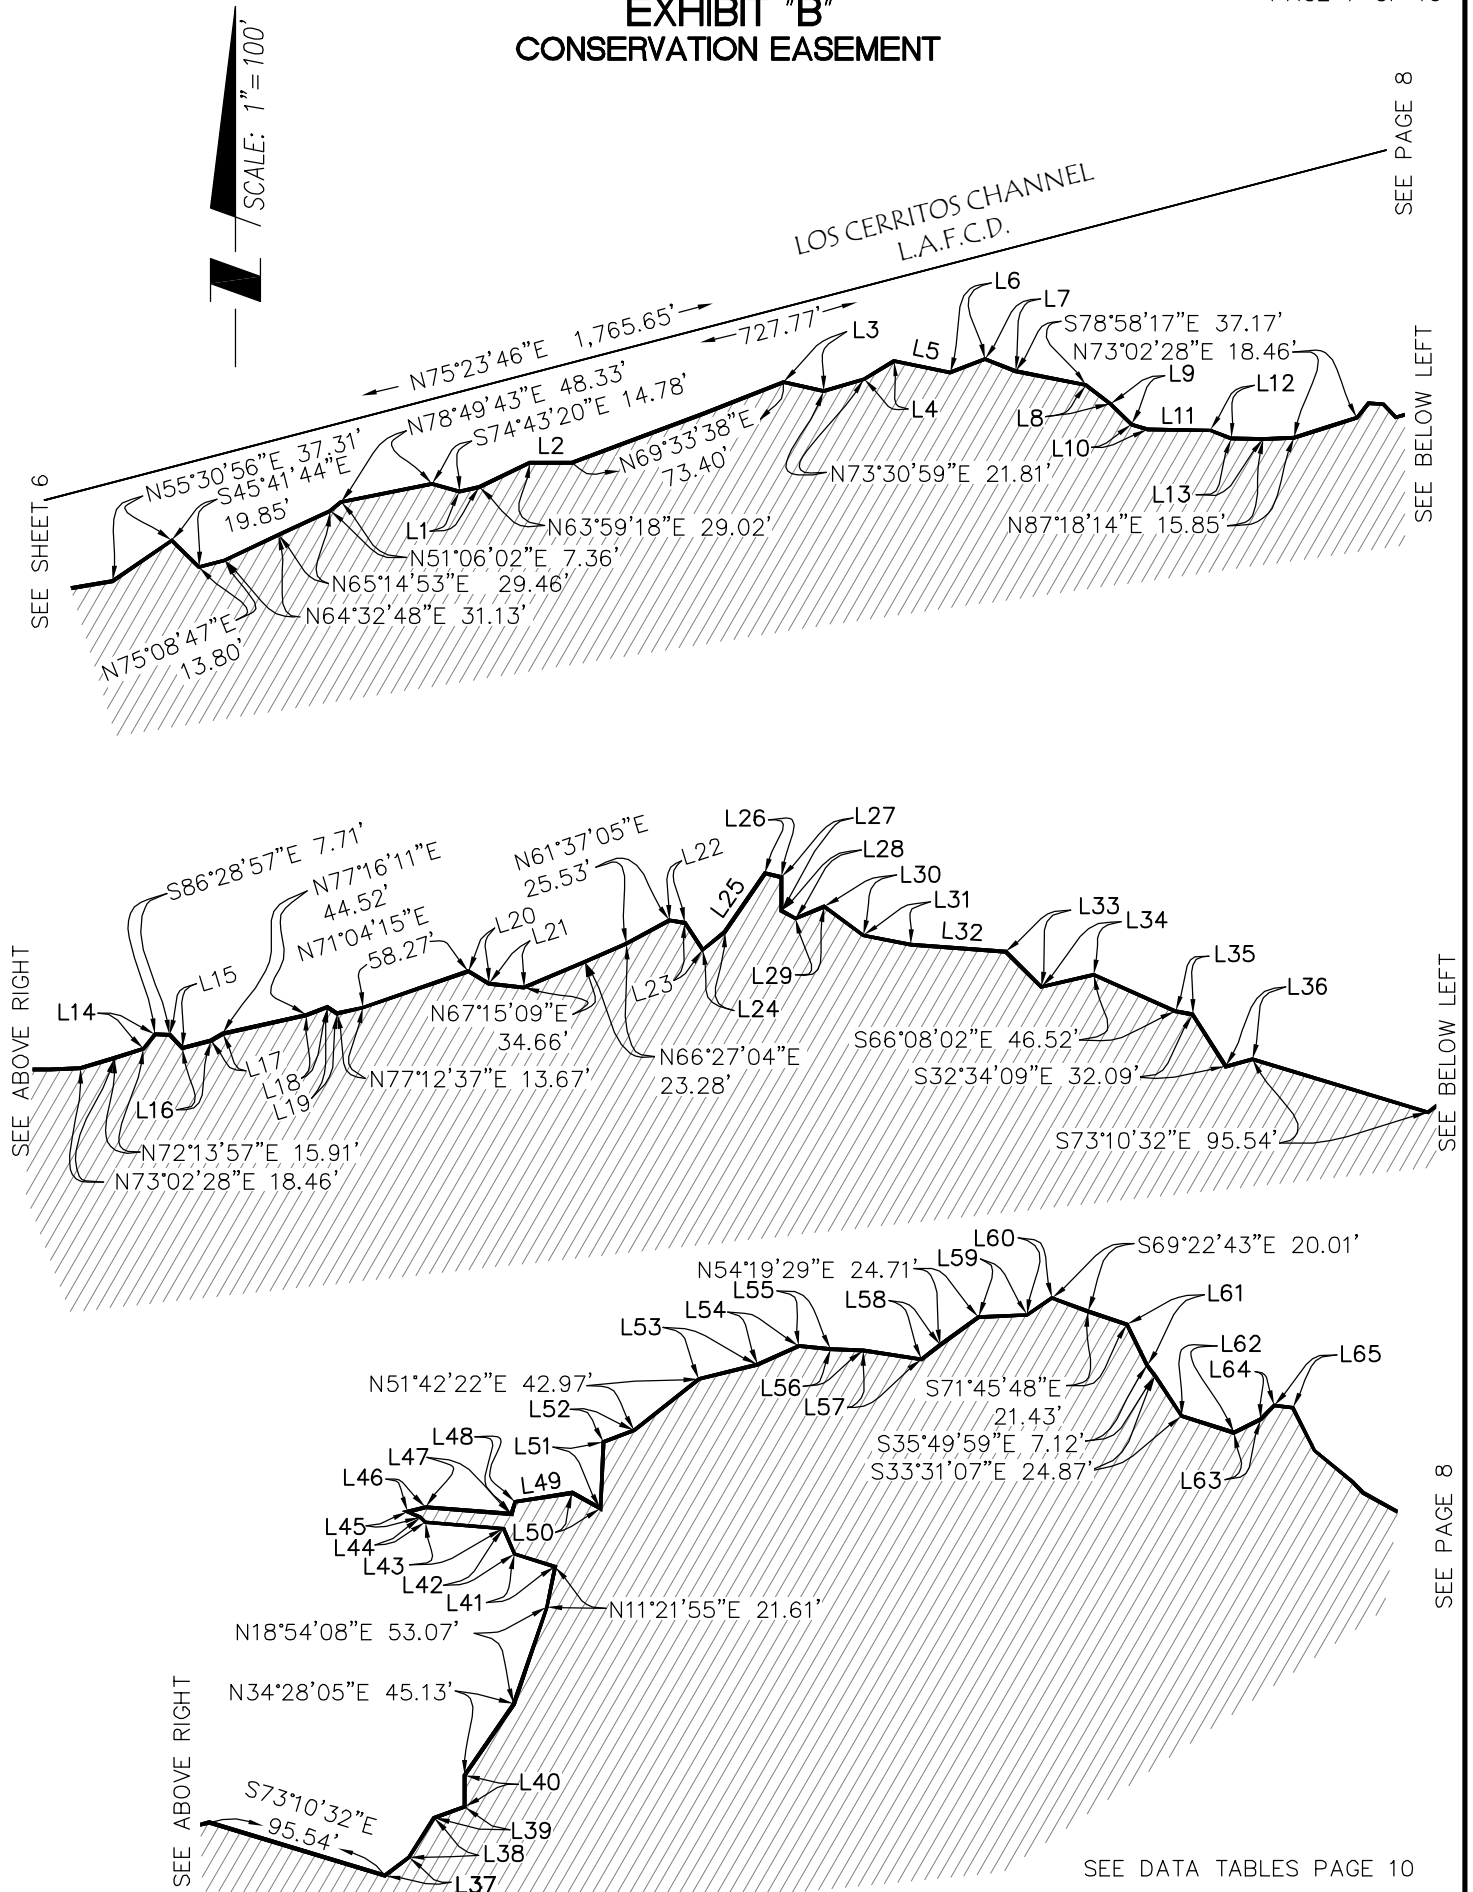 EXHIBIT "B"
CONSERVATION EASEMENT
SCALE: 1"=100'
SEE PAGE 8
LOS CERRITOS CHANNEL
L.A.F.C.D.
N75°23'46"E 1,765.65'
727.77'
L3
L4
L5
L6
L7
S78°58'17"E 37.17'
N73°02'28"E 18.46'
L9
L8
L10
L11
L12
L13
N87°18'14"E 15.85'
SEE BELOW LEFT
SEE SHEET 6
N55°30'56"E 37.31'
S45°41'44"E
19.85'
N78°49'43"E 48.33'
S74°43'20"E 14.78'
L2
N69°33'38"E
73.40'
N73°30'59"E 21.81'
L1
N63°59'18"E 29.02'
N51°06'02"E 7.36'
N65°14'53"E 29.46'
N64°32'48"E 31.13'
N75°08'47"E
13.80'
SEE ABOVE RIGHT
L14
S86°28'57"E 7.71'
L15
N77°16'11"E
44.52'
N71°04'15"E
58.27'
L20
L21
N61°37'05"E
25.53'
L22
L25
L26
L27
L28
L30
L31
L32
L33
L34
L35
L36
L16
L17
L18
L19
N72°13'57"E 15.91'
N73°02'28"E 18.46'
N77°12'37"E 13.67'
N67°15'09"E
34.66'
N66°27'04"E
23.28'
L23
L24
L29
S66°08'02"E 46.52'
S32°34'09"E 32.09'
S73°10'32"E 95.54'
SEE BELOW LEFT
L60
S69°22'43"E 20.01'
N54°19'29"E 24.71'
L59
L55
L58
L54
L53
L61
L62
L64
L65
N51°42'22"E 42.97'
L56
L57
S71°45'48"E
21.43'
S35°49'59"E 7.12'
S33°31'07"E 24.87'
L63
L52
L51
L48
L47
L49
L46
L45
L44
L43
L50
L42
L41
N11°21'55"E 21.61'
N18°54'08"E 53.07'
N34°28'05"E 45.13'
SEE PAGE 8
SEE ABOVE RIGHT
S73°10'32"E
95.54'
L40
L39
L38
L37
SEE DATA TABLES PAGE 10